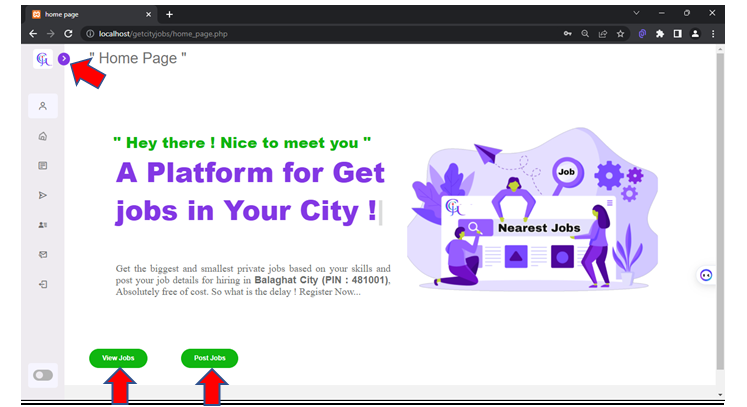 home page
localhost/getcityjobs/home_page.php
" Home Page "
" Hey there ! Nice to meet you "
A Platform for Get
jobs in Your City !
Job
Nearest Jobs
Get the biggest and smallest private jobs based on your skills and
post your job details for hiring in Balaghat City (PIN : 481001).
Absolutely free of cost. So what is the delay ! Register Now...
View Jobs
Post Jobs